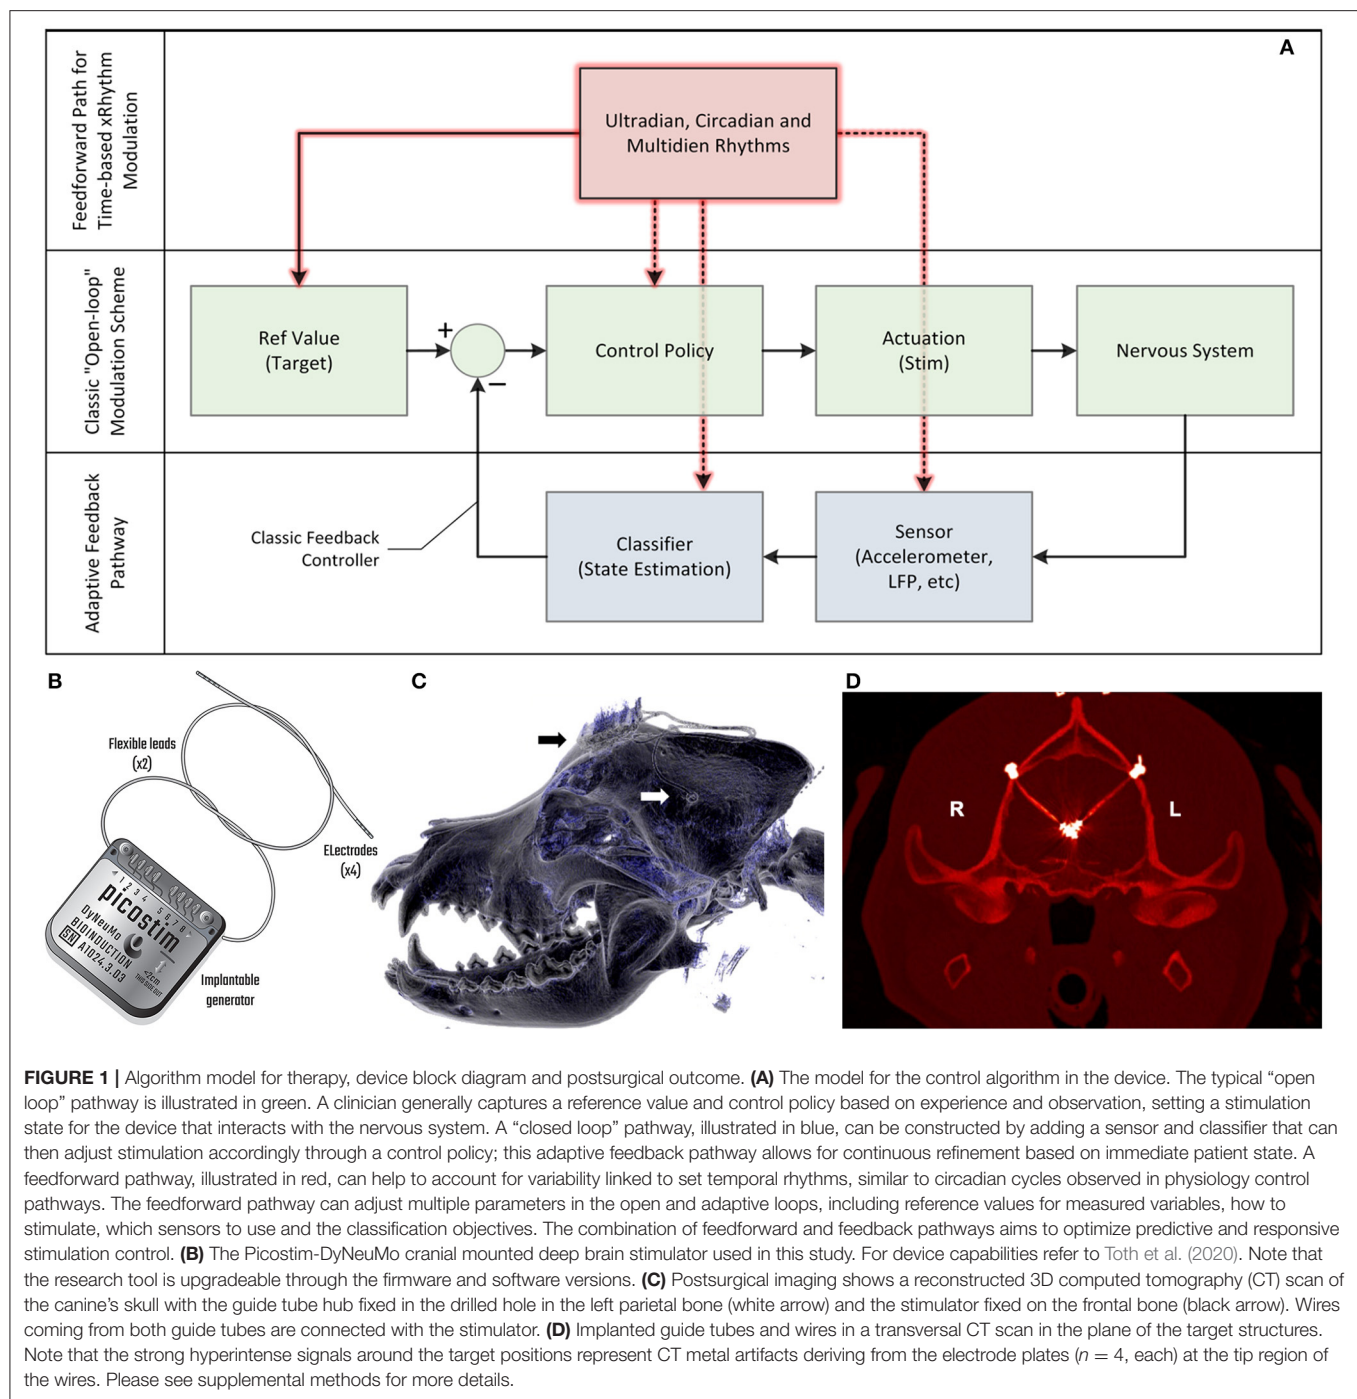 A
Feedforward Path for
Time-based xRhythm
Modulation
Ultradian, Circadian and
Multidien Rhythms
Classic "Open-loop"
Modulation Scheme
Ref Value
(Target)
+
−
Control Policy
Actuation
(Stim)
Nervous System
Adaptive Feedback
Pathway
Classic Feedback
Controller
Classifier
(State Estimation)
Sensor
(Accelerometer,
LFP, etc)
B
Flexible leads
(x2)
ELectrodes
(x4)
1 2 3 4 5 6 7 8
picostim
DyNeuMo
BIOINDUCTION
SN A1024.3.03
<2cm
THIS SIDE OUT
Implantable
generator
C
D
R
L
FIGURE 1 | Algorithm model for therapy, device block diagram and postsurgical outcome. (A) The model for the control algorithm in the device. The typical “open
loop” pathway is illustrated in green. A clinician generally captures a reference value and control policy based on experience and observation, setting a stimulation
state for the device that interacts with the nervous system. A “closed loop” pathway, illustrated in blue, can be constructed by adding a sensor and classifier that can
then adjust stimulation accordingly through a control policy; this adaptive feedback pathway allows for continuous refinement based on immediate patient state. A
feedforward pathway, illustrated in red, can help to account for variability linked to set temporal rhythms, similar to circadian cycles observed in physiology control
pathways. The feedforward pathway can adjust multiple parameters in the open and adaptive loops, including reference values for measured variables, how to
stimulate, which sensors to use and the classification objectives. The combination of feedforward and feedback pathways aims to optimize predictive and responsive
stimulation control. (B) The Picostim-DyNeuMo cranial mounted deep brain stimulator used in this study. For device capabilities refer to Toth et al. (2020). Note that
the research tool is upgradeable through the firmware and software versions. (C) Postsurgical imaging shows a reconstructed 3D computed tomography (CT) scan of
the canine’s skull with the guide tube hub fixed in the drilled hole in the left parietal bone (white arrow) and the stimulator fixed on the frontal bone (black arrow). Wires
coming from both guide tubes are connected with the stimulator. (D) Implanted guide tubes and wires in a transversal CT scan in the plane of the target structures.
Note that the strong hyperintense signals around the target positions represent CT metal artifacts deriving from the electrode plates (n = 4, each) at the tip region of
the wires. Please see supplemental methods for more details.